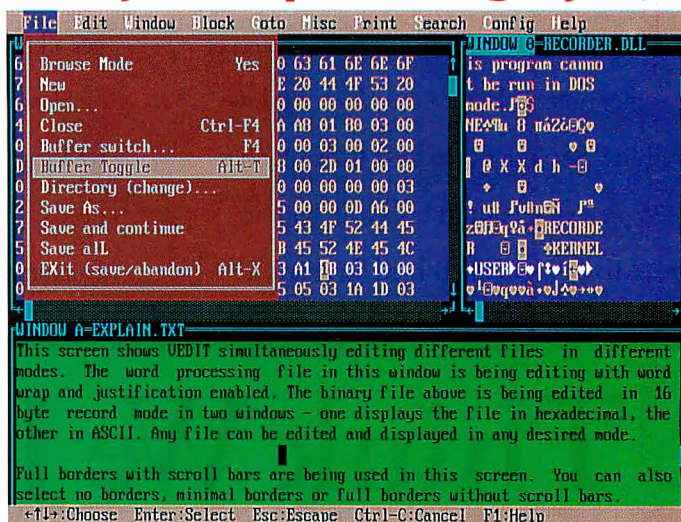 File Edit Window Block Goto Misc Print Search Config Help
WINDOW @=RECORDER.DLL
Browse Mode Yes
New
Open...
Close Ctrl-F4
Buffer switch... F4
Buffer Toggle Alt-T
Directory (change)...
Save As...
Save and continue
Save alL
EXit (save/abandon) Alt-X
0 63 61 6E 6E 6F
E 20 44 4F 53 20
0 00 00 00 00 00
A A8 01 80 03 00
0 00 03 00 02 00
8 00 2D 01 00 00
0 00 00 00 00 03
5 00 00 0D A6 00
5 43 4F 52 44 45
B 45 52 4E 45 4C
3 A1 1B 03 10 00
5 05 03 1A 1D 03
is program canno
t be run in DOS
mode.
X X d h
RECORDE
KERNEL
USER
WINDOW A=EXPLAIN.TXT
This screen shows VEDIT simultaneously editing different files in different
modes. The word processing file in this window is being editing with word
wrap and justification enabled. The binary file above is being edited in 16
byte record mode in two windows - one displays the file in hexadecimal, the
other in ASCII. Any file can be edited and displayed in any desired mode.
Full borders with scroll bars are being used in this screen. You can also
select no borders, minimal borders or full borders without scroll bars.
←↑↓→:Choose Enter:Select Esc:Escape Ctrl-C:Cancel F1:Help